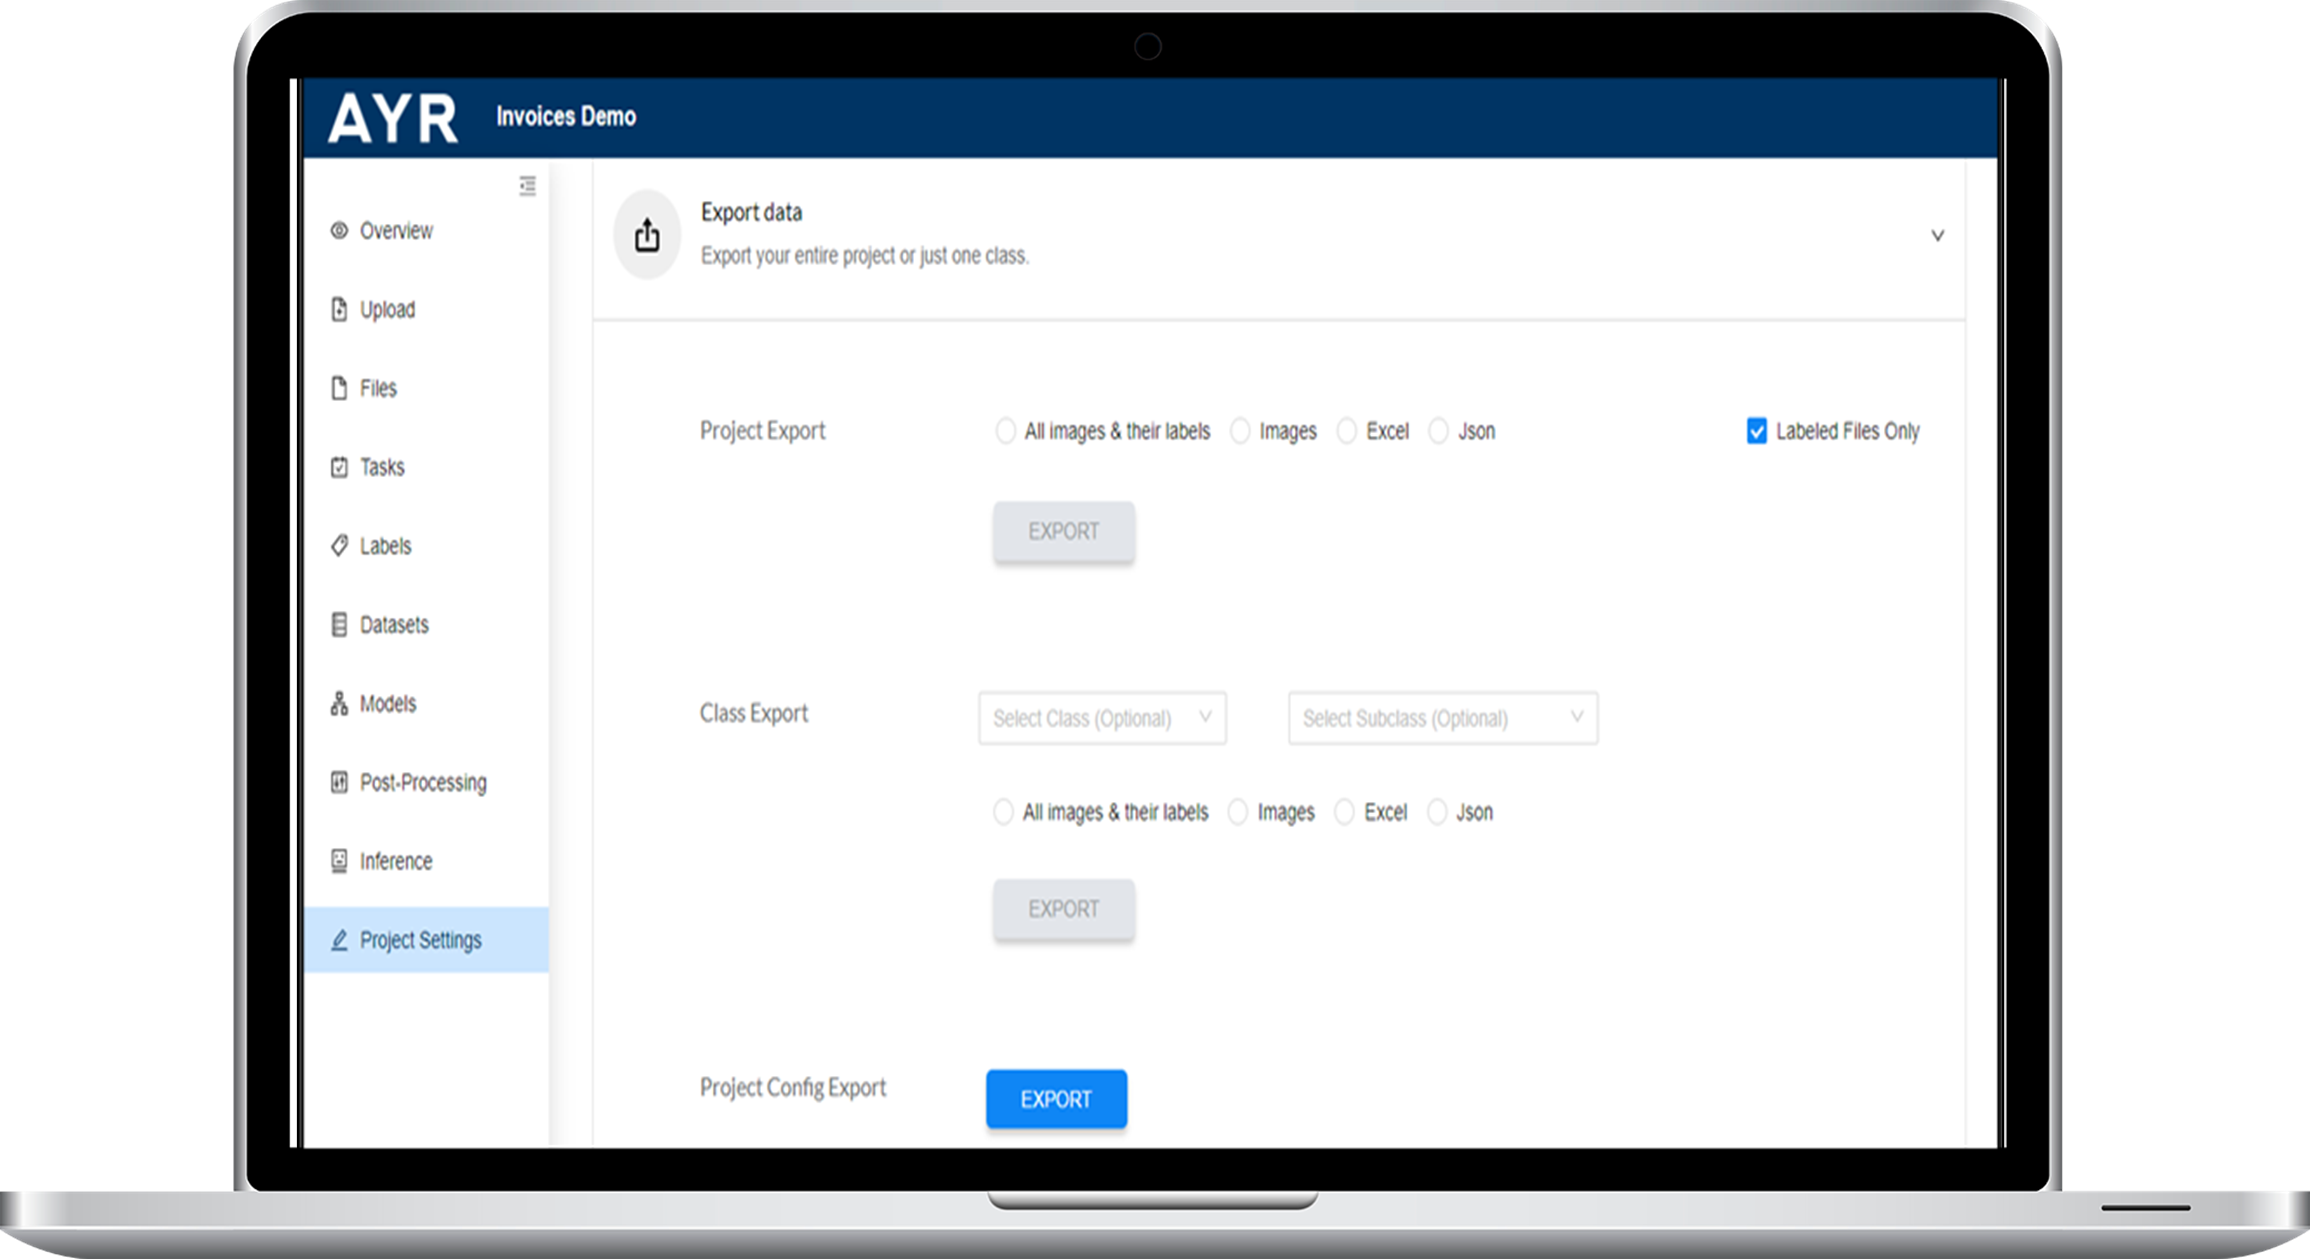 AYR Invoices Demo
Overview
Upload
Files
Tasks
Labels
Datasets
Models
Post-Processing
Inference
Project Settings
Export data
Export your entire project or just one class.
Project Export All images & their labels Images Excel Json Labeled Files Only
EXPORT
Class Export Select Class (Optional) Select Subclass (Optional)
All images & their labels Images Excel Json
EXPORT
Project Config Export EXPORT